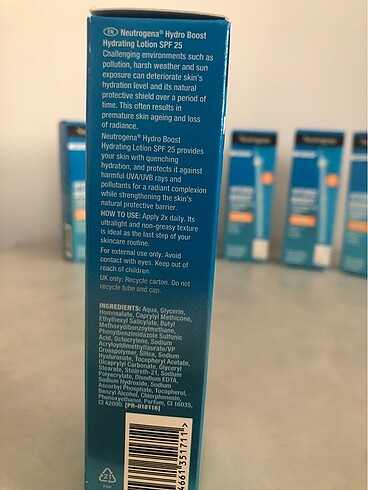 EN Neutrogena® Hydro Boost
Hydrating Lotion SPF 25
Challenging environments such as
pollution, harsh weather and sun
exposure can deteriorate skin's
hydration level and its natural
protective shield over a period of
time. This often results in
premature skin ageing and loss
of radiance.
Neutrogena® Hydro Boost
Hydrating Lotion SPF 25 provides
your skin with quenching
hydration, and protects it against
harmful UVA/UVB rays and
pollutants for a radiant complexion
while strengthening the skin's
natural protective barrier.
HOW TO USE: Apply 2x daily. Its
ultralight and non-greasy texture
is ideal as the last step of your
skincare routine.
For external use only. Avoid
contact with eyes. Keep out of
reach of children.
UK only: Recycle carton. Do not
recycle tube and cap.
INGREDIENTS: Aqua, Glycerin,
Homosalate, Caprylyl Methicone,
Ethylhexyl Salicylate, Butyl
Methoxydibenzoylmethane,
Phenylbenzimidazole Sulfonic
Acid, Octocrylene, Sodium
Acryloyldimethyltaurate/VP
Crosspolymer, Silica, Sodium
Hyaluronate, Tocopheryl Acetate,
Dicaprylyl Carbonate, Glyceryl
Stearate, Steareth-21, Sodium
Polyacrylate, Disodium EDTA,
Sodium Hydroxide, Sodium
Ascorbyl Phosphate, Tocopherol,
Benzyl Alcohol, Chlorphenesin,
Phenoxyethanol, Parfum, CI 16035,
CI 42090. [PR-018116]
4661 351711>
21
PAP